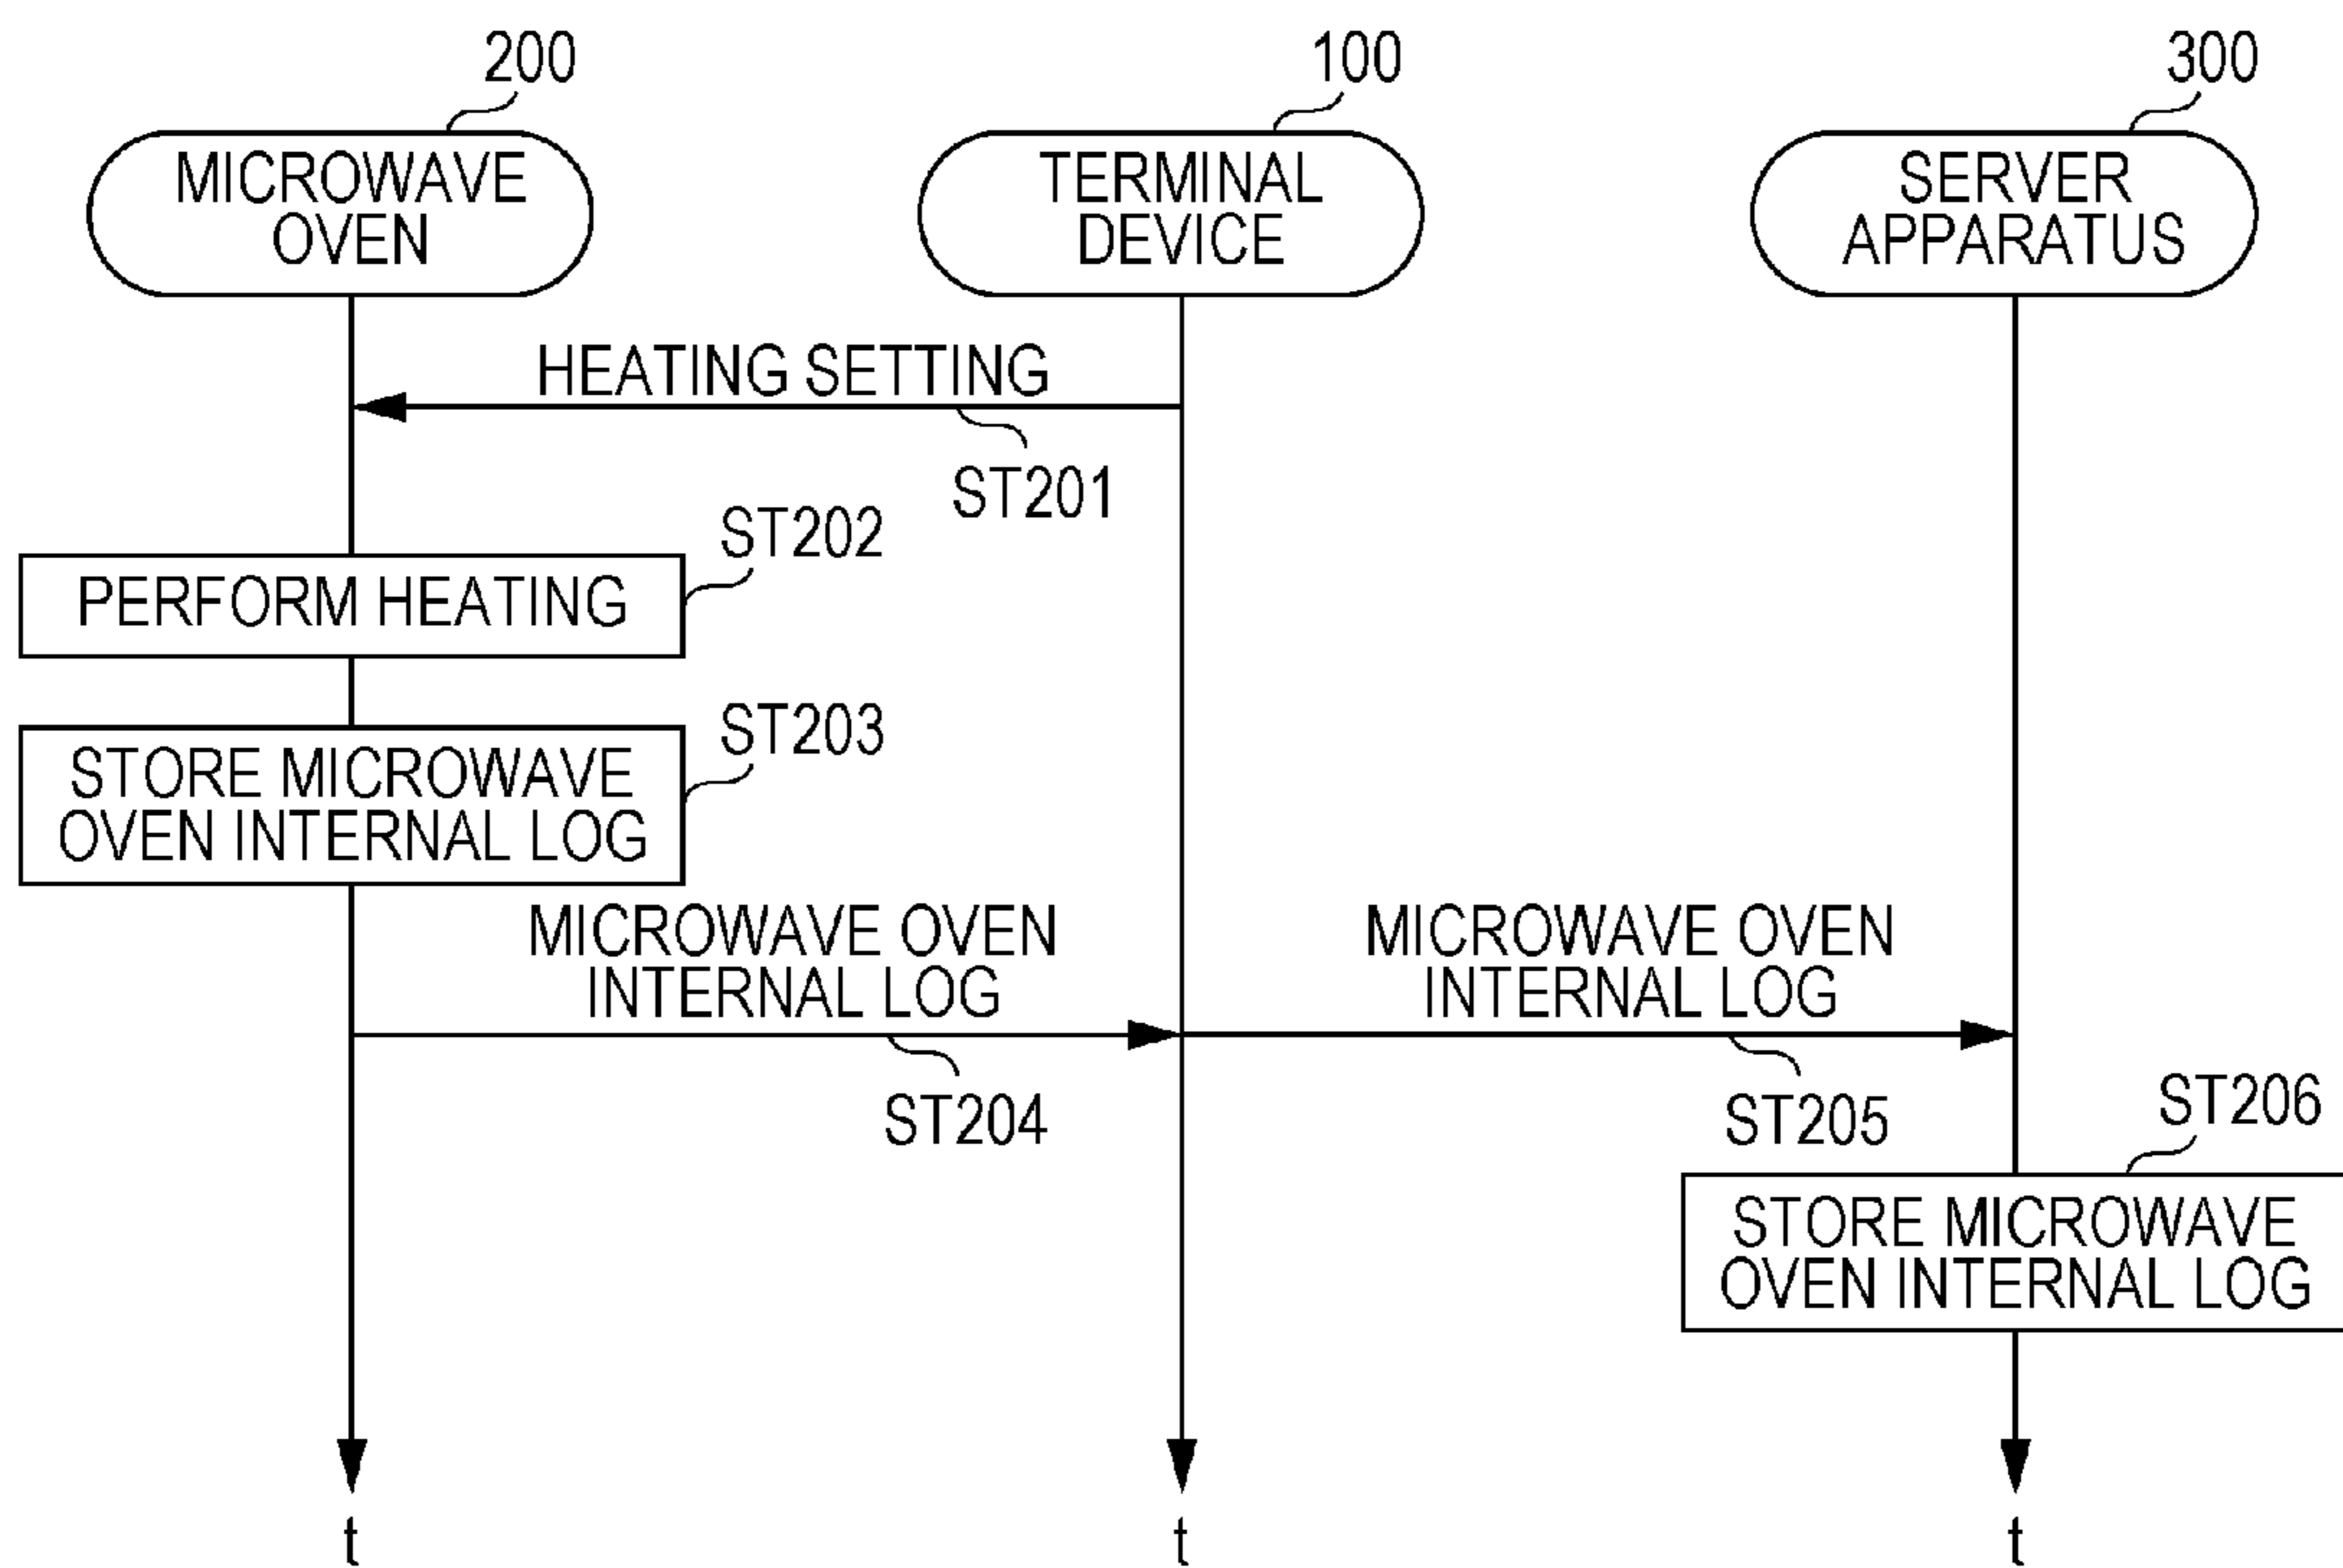 200
100
300
MICROWAVE
OVEN
TERMINAL
DEVICE
SERVER
APPARATUS
HEATING SETTING
ST201
ST202
PERFORM HEATING
ST203
STORE MICROWAVE
OVEN INTERNAL LOG
MICROWAVE OVEN
INTERNAL LOG
MICROWAVE OVEN
INTERNAL LOG
ST204
ST205
ST206
STORE MICROWAVE
OVEN INTERNAL LOG
t
t
t